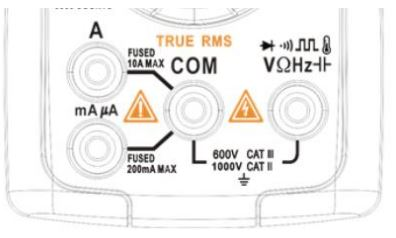 A
TRUE RMS
FUSED
10A MAX
COM
VΩHz
mA µA
FUSED
200mA MAX
600V CAT III
1000V CAT II